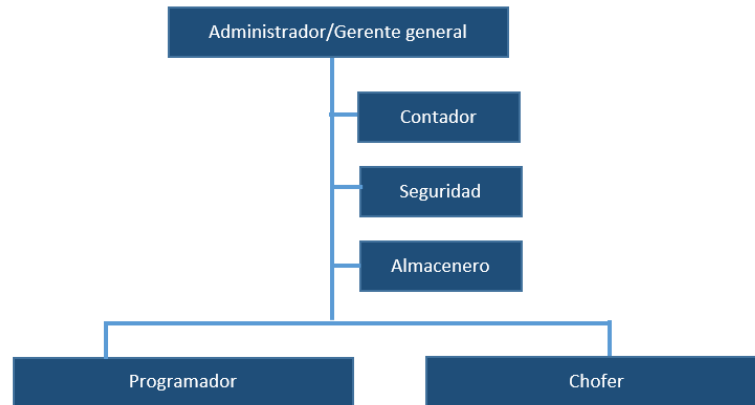 Administrador/Gerente general
Contador
Seguridad
Almacenero
Programador
Chofer